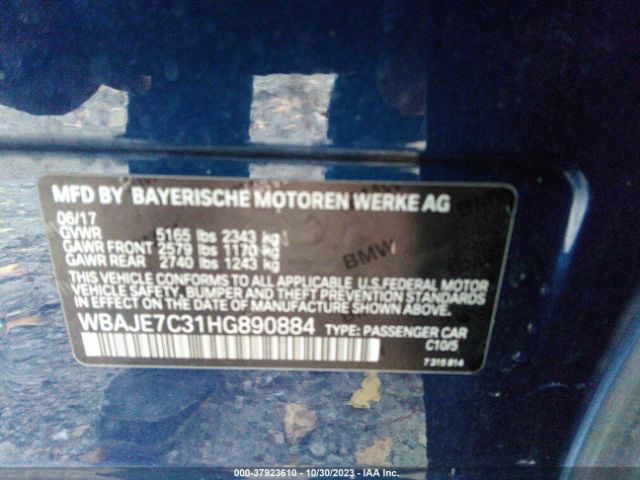 MFD BY BAYERISCHE MOTOREN WERKE AG
06/17
GVWR 5165 lbs 2343 kg
GAWR FRONT 2579 lbs 1170 kg
GAWR REAR 2740 lbs 1243 kg
BMW
THIS VEHICLE CONFORMS TO ALL APPLICABLE U.S.FEDERAL MOTOR
VEHICLE SAFETY, BUMPER, AND THEFT PREVENTION STANDARDS
IN EFFECT ON THE DATE OF MANUFACTURE SHOWN ABOVE.
WBAJE7C31HG890884 TYPE: PASSENGER CAR
C10/5
7 315 814
000-37923610 • 10/30/2023 • IAA Inc.